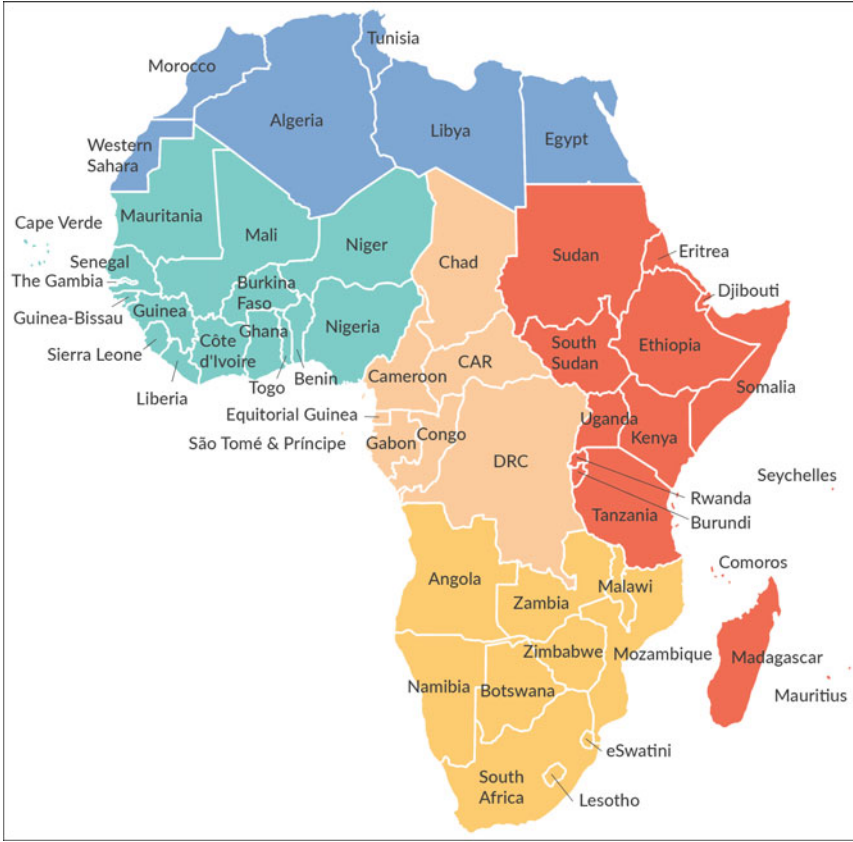 Tunisia
Morocco
Algeria
Libya
Egypt
Western
Sahara
Mauritania
Cape Verde
Mali
Niger
Chad
Sudan
Eritrea
Senegal
The Gambia
Burkina
Faso
Djibouti
Guinea-Bissau
Guinea
Nigeria
Ghana
Côte
d'Ivoire
South
Sudan
Ethiopia
Sierra Leone
CAR
Benin
Togo
Cameroon
Somalia
Liberia
Equitorial Guinea
Uganda
Kenya
São Tomé & Príncipe
Gabon
Congo
DRC
Seychelles
Rwanda
Burundi
Tanzania
Comoros
Angola
Malawi
Zambia
Zimbabwe
Mozambique
Madagascar
Namibia
Botswana
Mauritius
eSwatini
South
Africa
Lesotho